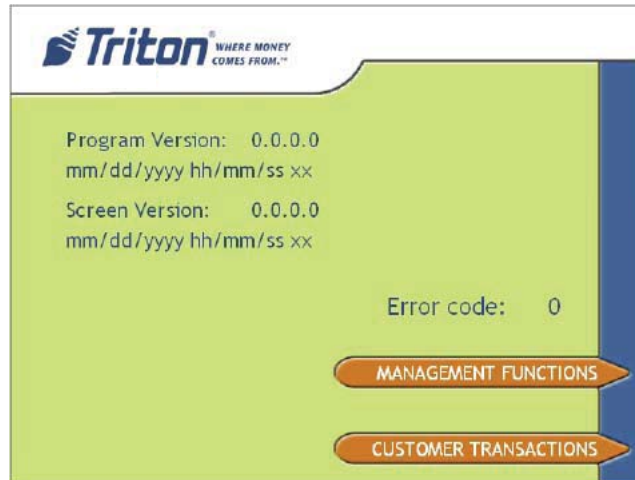 Triton® WHERE MONEY
COMES FROM.™
Program Version: 0.0.0.0
mm/dd/yyyy hh/mm/ss xx
Screen Version: 0.0.0.0
mm/dd/yyyy hh/mm/ss xx
Error code: 0
MANAGEMENT FUNCTIONS
CUSTOMER TRANSACTIONS